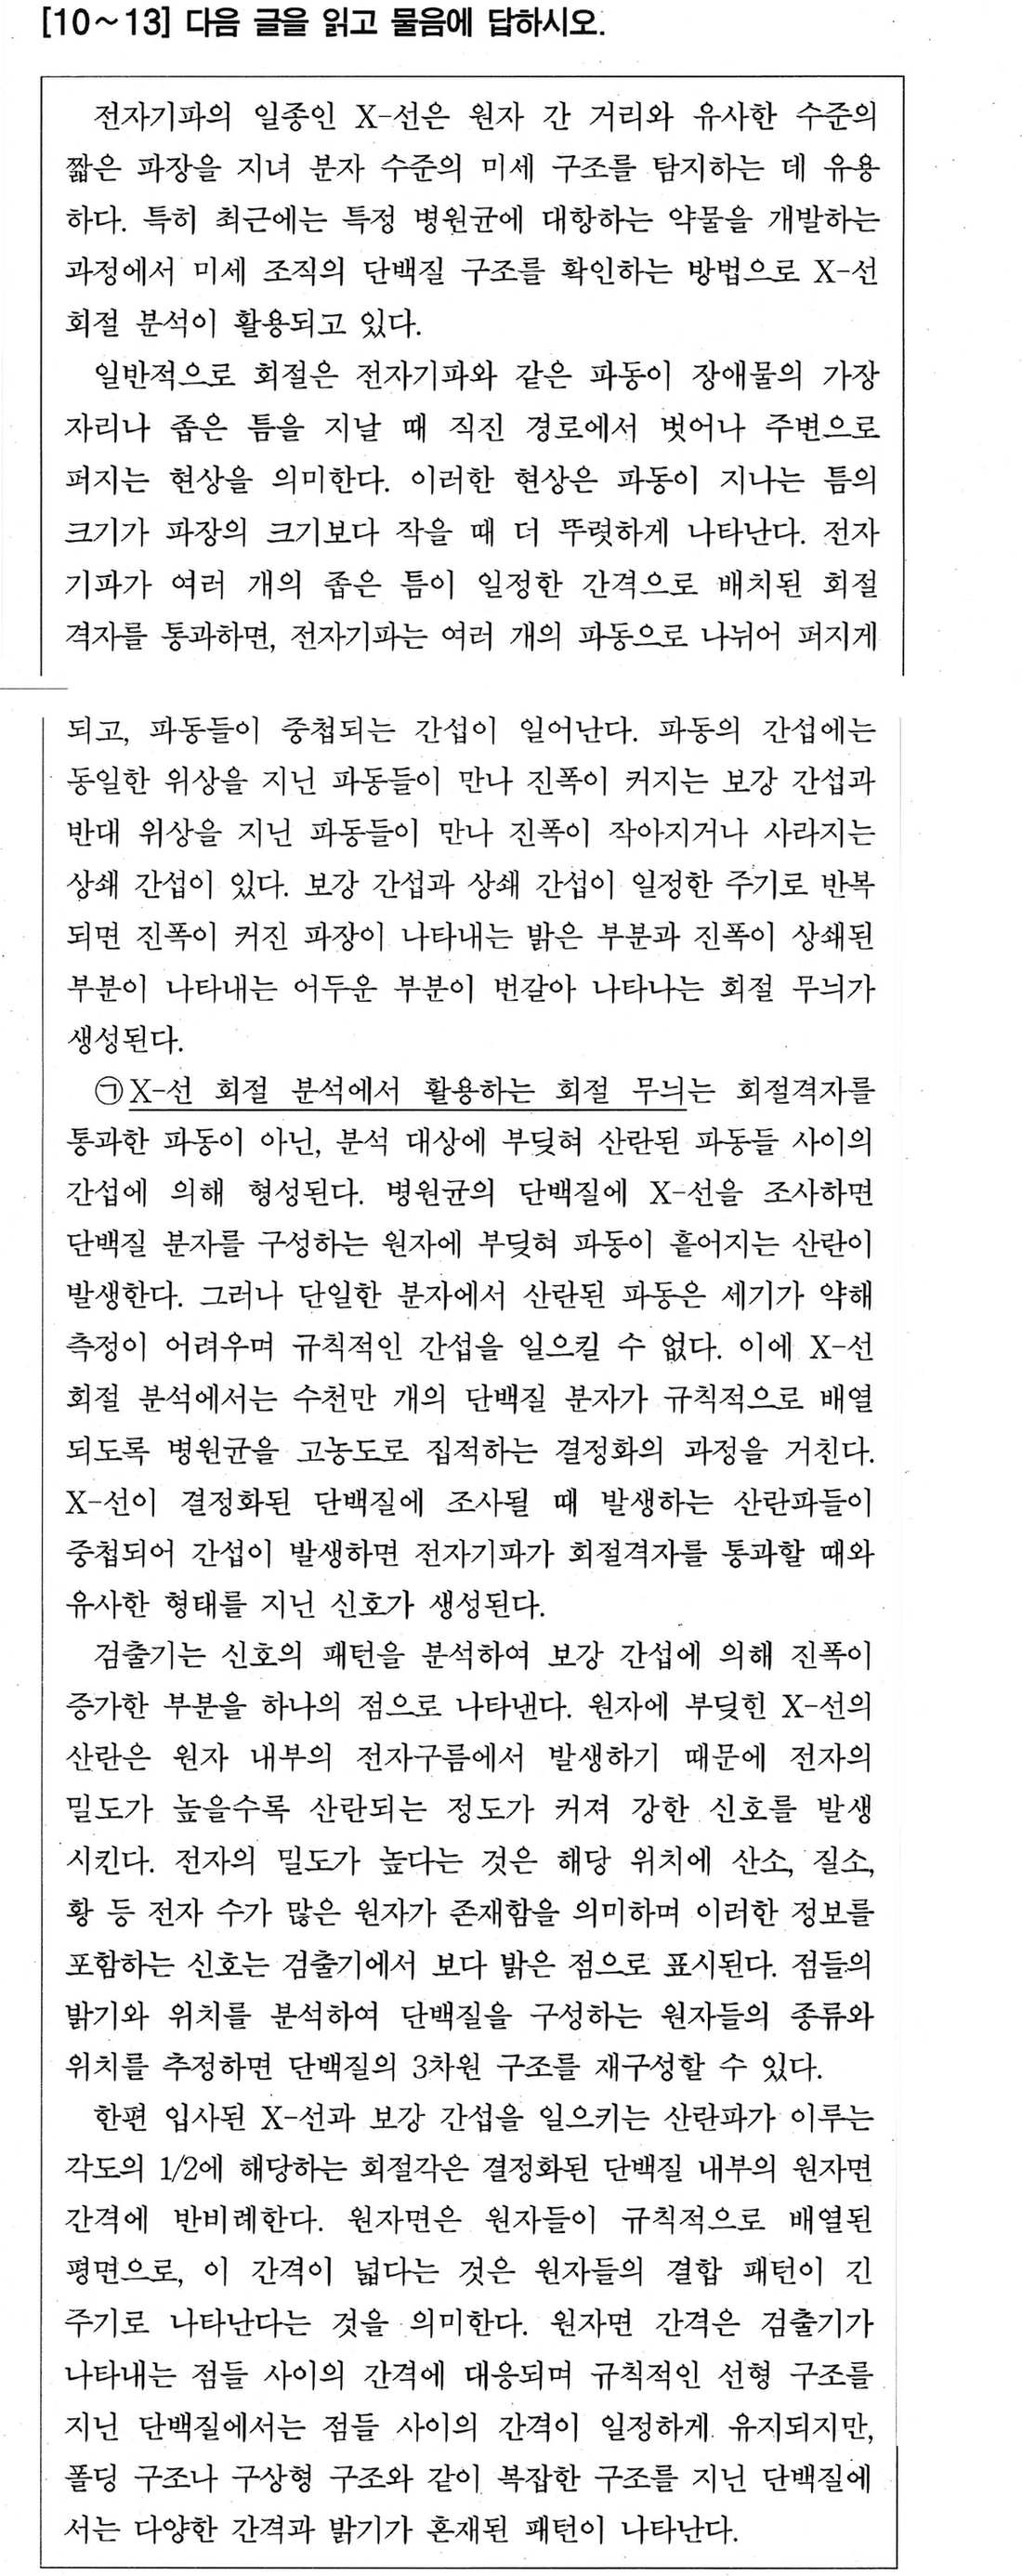 [10~13] 다음 글을 읽고 물음에 답하시오.
전자기파의 일종인 X-선은 원자 간 거리와 유사한 수준의
짧은 파장을 지녀 분자 수준의 미세 구조를 탐지하는 데 유용
하다. 특히 최근에는 특정 병원균에 대항하는 약물을 개발하는
과정에서 미세 조직의 단백질 구조를 확인하는 방법으로 X-선
회절 분석이 활용되고 있다.
일반적으로 회절은 전자기파와 같은 파동이 장애물의 가장
자리나 좁은 틈을 지날 때 직진 경로에서 벗어나 주변으로
퍼지는 현상을 의미한다. 이러한 현상은 파동이 지나는 틈의
크기가 파장의 크기보다 작을 때 더 뚜렷하게 나타난다. 전자
기파가 여러 개의 좁은 틈이 일정한 간격으로 배치된 회절
격자를 통과하면, 전자기파는 여러 개의 파동으로 나뉘어 퍼지게
되고, 파동들이 중첩되는 간섭이 일어난다. 파동의 간섭에는
동일한 위상을 지닌 파동들이 만나 진폭이 커지는 보강 간섭과
반대 위상을 지닌 파동들이 만나 진폭이 작아지거나 사라지는
상쇄 간섭이 있다. 보강 간섭과 상쇄 간섭이 일정한 주기로 반복
되면 진폭이 커진 파장이 나타내는 밝은 부분과 진폭이 상쇄된
부분이 나타내는 어두운 부분이 번갈아 나타나는 회절 무늬가
생성된다.
㉠X-선 회절 분석에서 활용하는 회절 무늬는 회절격자를
통과한 파동이 아닌, 분석 대상에 부딪혀 산란된 파동들 사이의
간섭에 의해 형성된다. 병원균의 단백질에 X-선을 조사하면
단백질 분자를 구성하는 원자에 부딪혀 파동이 흩어지는 산란이
발생한다. 그러나 단일한 분자에서 산란된 파동은 세기가 약해
측정이 어려우며 규칙적인 간섭을 일으킬 수 없다. 이에 X-선
회절 분석에서는 수천만 개의 단백질 분자가 규칙적으로 배열
되도록 병원균을 고농도로 집적하는 결정화의 과정을 거친다.
X-선이 결정화된 단백질에 조사될 때 발생하는 산란파들이
중첩되어 간섭이 발생하면 전자기파가 회절격자를 통과할 때와
유사한 형태를 지닌 신호가 생성된다.
검출기는 신호의 패턴을 분석하여 보강 간섭에 의해 진폭이
증가한 부분을 하나의 점으로 나타낸다. 원자에 부딪힌 X-선의
산란은 원자 내부의 전자구름에서 발생하기 때문에 전자의
밀도가 높을수록 산란되는 정도가 커져 강한 신호를 발생
시킨다. 전자의 밀도가 높다는 것은 해당 위치에 산소, 질소,
황 등 전자 수가 많은 원자가 존재함을 의미하며 이러한 정보를
포함하는 신호는 검출기에서 보다 밝은 점으로 표시된다. 점들의
밝기와 위치를 분석하여 단백질을 구성하는 원자들의 종류와
위치를 추정하면 단백질의 3차원 구조를 재구성할 수 있다.
한편 입사된 X-선과 보강 간섭을 일으키는 산란파가 이루는
각도의 1/2에 해당하는 회절각은 결정화된 단백질 내부의 원자면
간격에 반비례한다. 원자면은 원자들이 규칙적으로 배열된
평면으로, 이 간격이 넓다는 것은 원자들의 결합 패턴이 긴
주기로 나타난다는 것을 의미한다. 원자면 간격은 검출기가
나타내는 점들 사이의 간격에 대응되며 규칙적인 선형 구조를
지닌 단백질에서는 점들 사이의 간격이 일정하게 유지되지만,
폴딩 구조나 구상형 구조와 같이 복잡한 구조를 지닌 단백질에
서는 다양한 간격과 밝기가 혼재된 패턴이 나타난다.